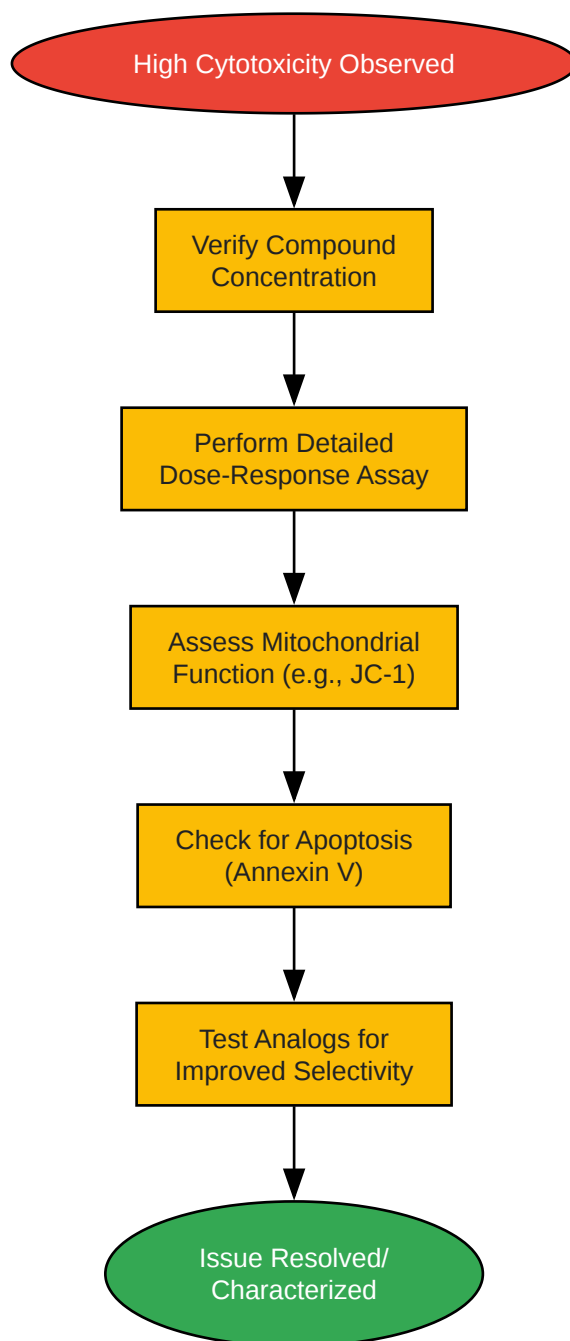 High Cytotoxicity Observed
Verify Compound
Concentration
Perform Detailed
Dose-Response Assay
Assess Mitochondrial
Function (e.g., JC-1)
Check for Apoptosis
(Annexin V)
Test Analogs for
Improved Selectivity
Issue Resolved/
Characterized